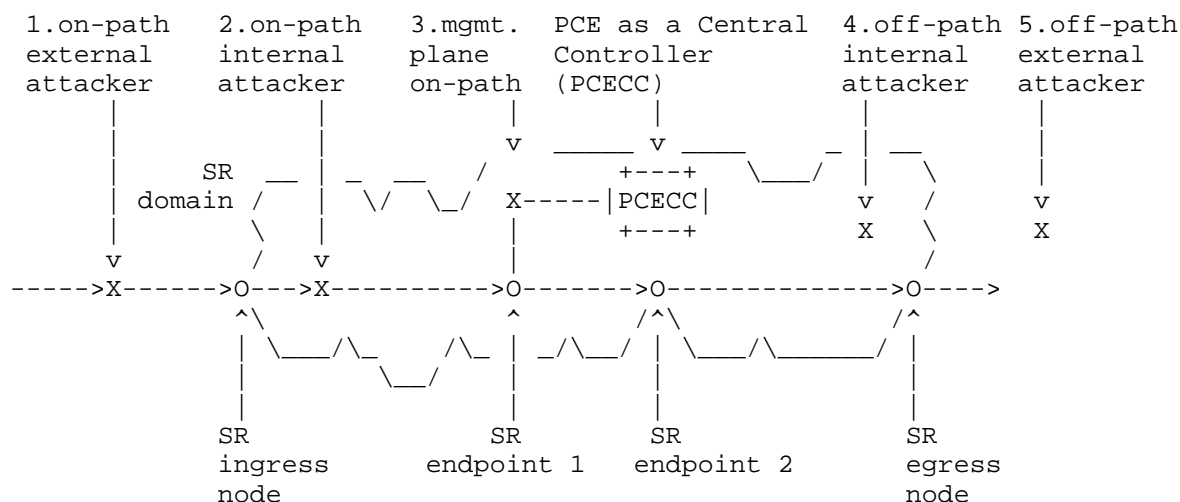 1.on-path 2.on-path 3.mgmt. PCE as a Central 4.off-path 5.off-path
external internal plane Controller internal external
attacker attacker on-path (PCECC) attacker attacker
SR
domain X-----|PCECC|
v X
v X
----->X------>O--->X---------->O------->O-------------->O---->
SR SR SR SR
ingress endpoint 1 endpoint 2 egress
node node